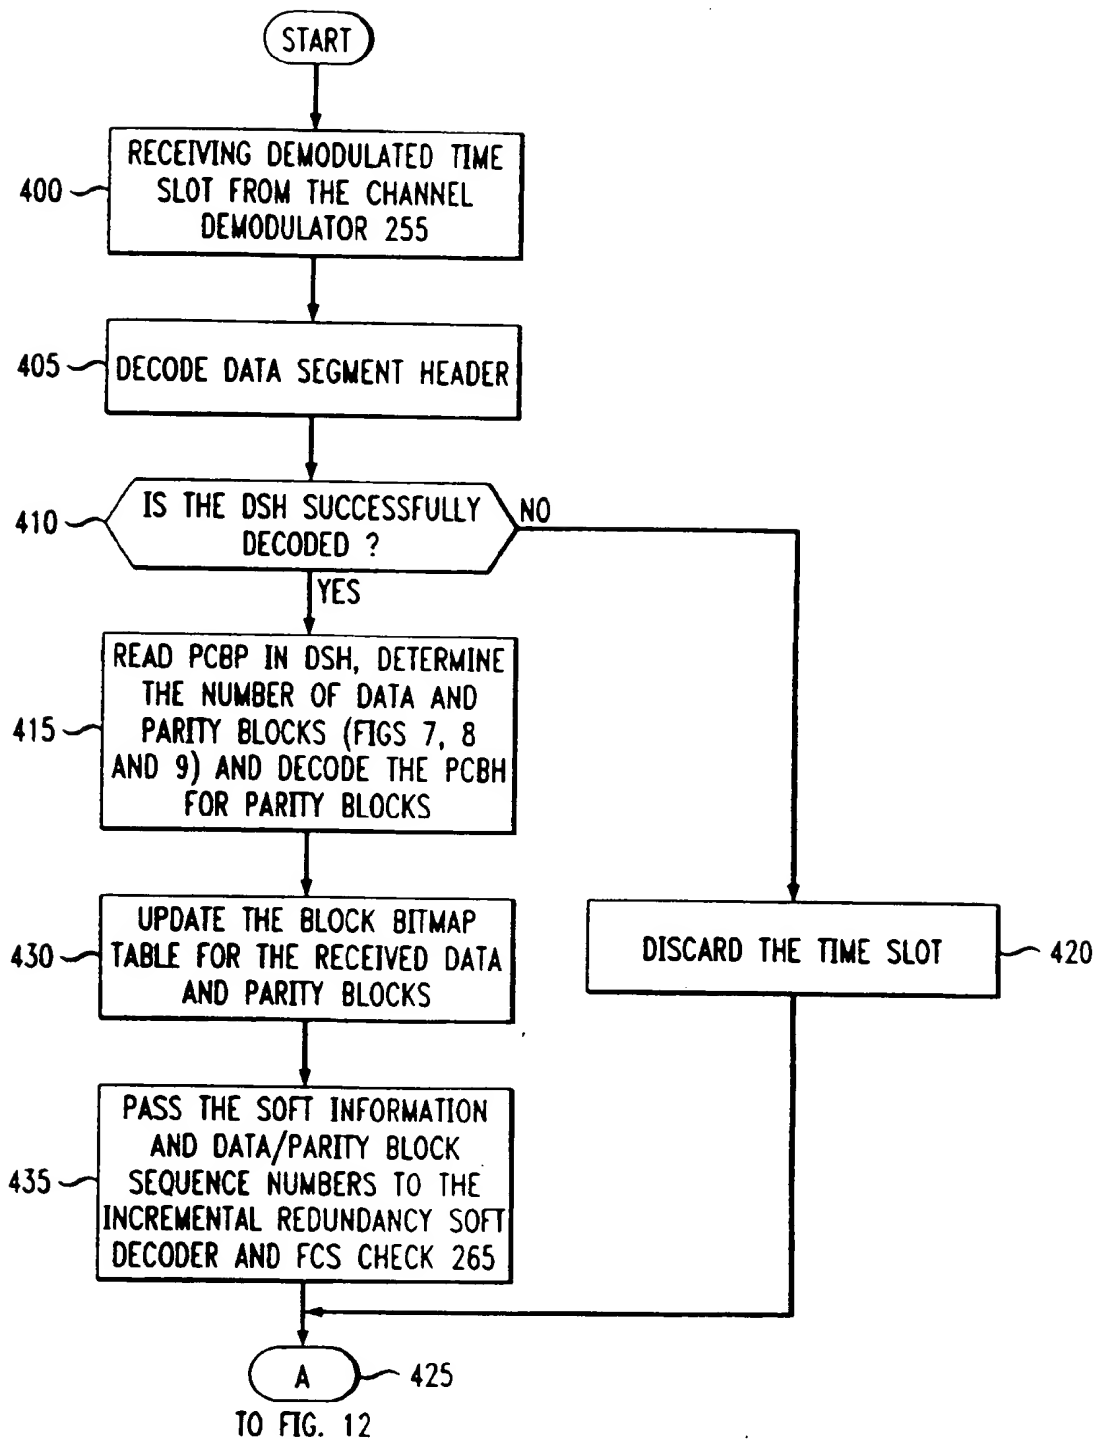 START
RECEIVING DEMODULATED TIME
SLOT FROM THE CHANNEL
DEMODULATOR 255
400
DECODE DATA SEGMENT HEADER
405
IS THE DSH SUCCESSFULLY
DECODED ?
410
NO
YES
READ PCBP IN DSH, DETERMINE
THE NUMBER OF DATA AND
PARITY BLOCKS (FIGS 7, 8
AND 9) AND DECODE THE PCBH
FOR PARITY BLOCKS
415
UPDATE THE BLOCK BITMAP
TABLE FOR THE RECEIVED DATA
AND PARITY BLOCKS
430
DISCARD THE TIME SLOT
420
PASS THE SOFT INFORMATION
AND DATA/PARITY BLOCK
SEQUENCE NUMBERS TO THE
INCREMENTAL REDUNDANCY SOFT
DECODER AND FCS CHECK 265
435
A
425
TO FIG. 12